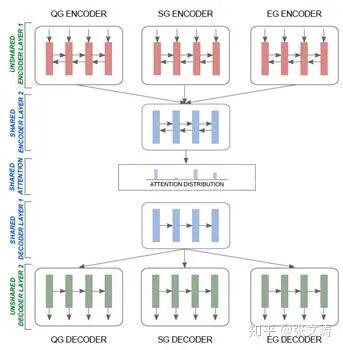 QG ENCODER
SG ENCODER
EG ENCODER
UNSHARED
ENCODER LAYER 1
SHARED
ENCODER LAYER 2
SHARED
ATTENTION
ATTENTION DISTRIBUTION
SHARED
DECODER LAYER 1
UNSHARED
DECODER LAYER 2
QG DECODER
SG DECODER
EG DECODER
知乎 @张文涛